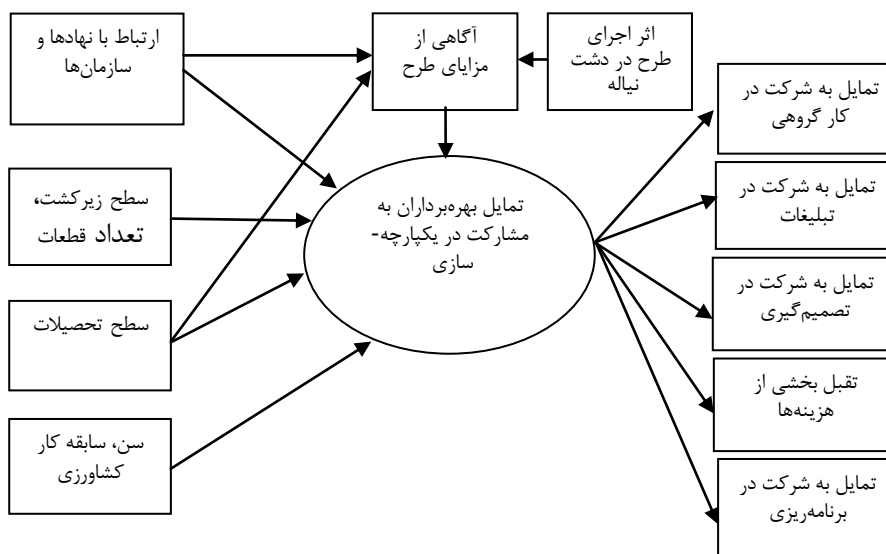 ارتباط با نهادها و
سازمان‌ها
آگاهی از
مزایای طرح
اثر اجرای
طرح در دشت
نیاله
سطح زیرکشت،
تعداد قطعات
سطح تحصیلات
سن، سابقه کار
کشاورزی
تمایل بهره‌برداران به
مشارکت در یکپارچه-
سازی
تمایل به شرکت در
کار گروهی
تمایل به شرکت در
تبلیغات
تمایل به شرکت در
تصمیم‌گیری
تقبل بخشی از
هزینه‌ها
تمایل به شرکت در
برنامه‌ریزی